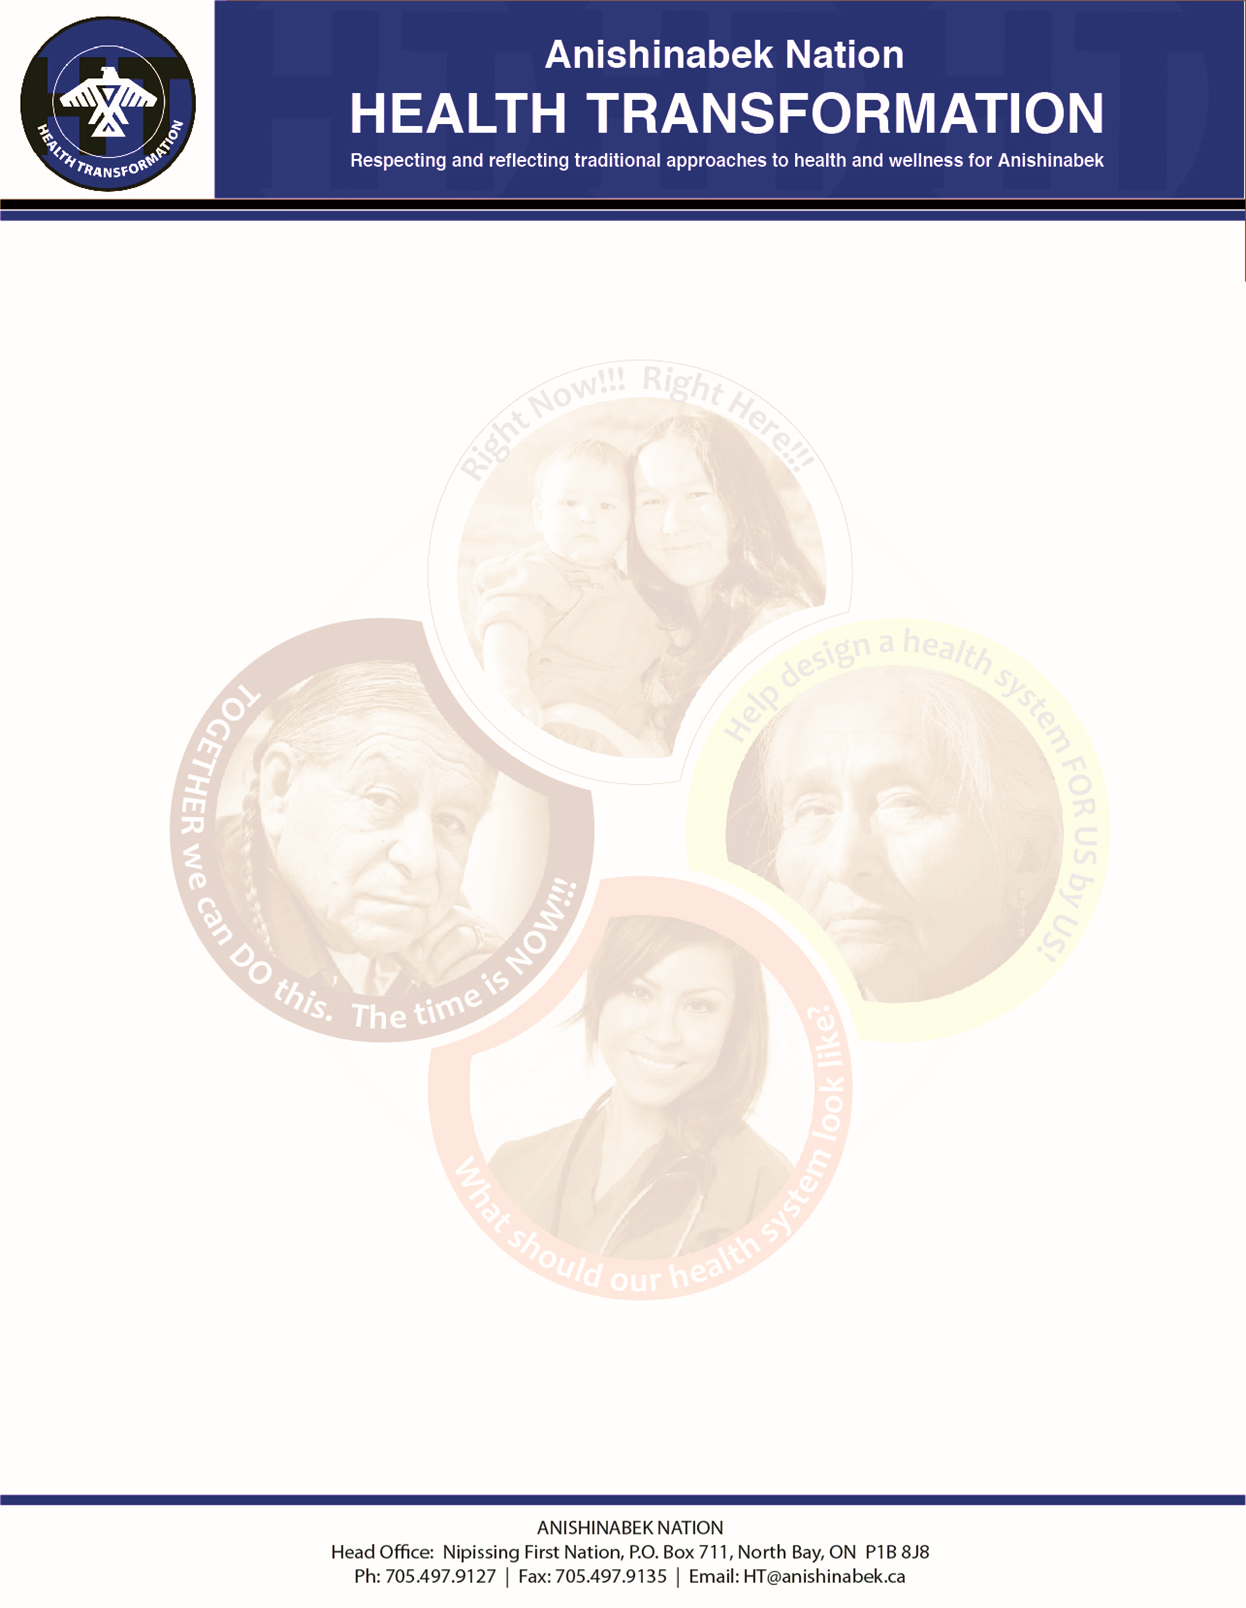 HEALTH TRANSFORMATION
Anishinabek Nation
HEALTH TRANSFORMATION
Respecting and reflecting traditional approaches to health and wellness for Anishinabek
Right Now!!! Right Here!!!
Help design a health system FOR US by US!
TOGETHER we can DO this. The time is NOW!!!
What should our health system look like?
ANISHINABEK NATION
Head Office: Nipissing First Nation, P.O. Box 711, North Bay, ON P1B 8J8
Ph: 705.497.9127 | Fax: 705.497.9135 | Email: HT@anishinabek.ca